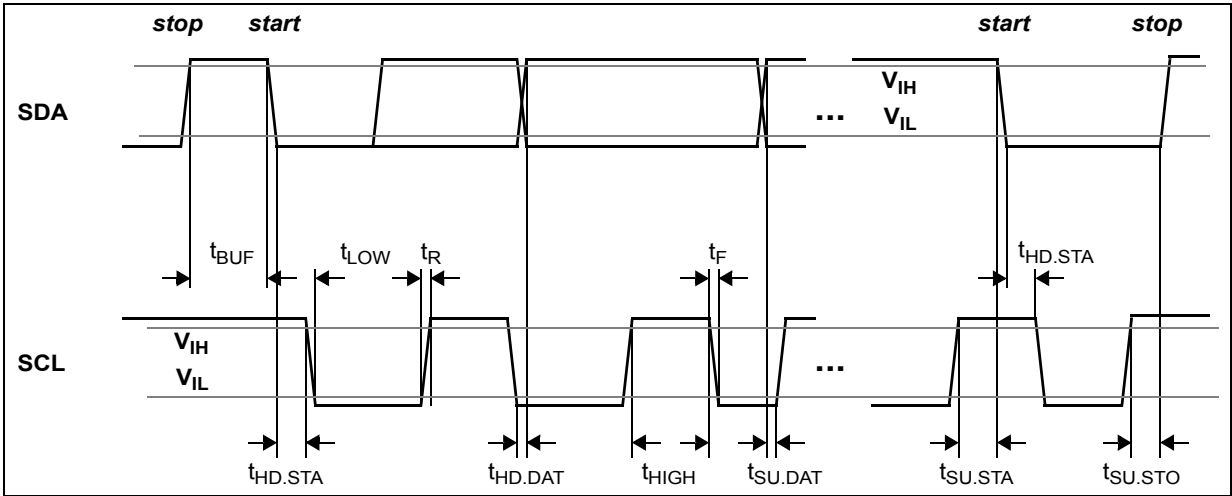 stop start start stop
SDA
V_IH
V_IL
...
t_BUF t_LOW t_R t_F t_HD.STA
SCL
V_IH
V_IL
...
t_HD.STA t_HD.DAT t_HIGH t_SU.DAT t_SU.STA t_SU.STO